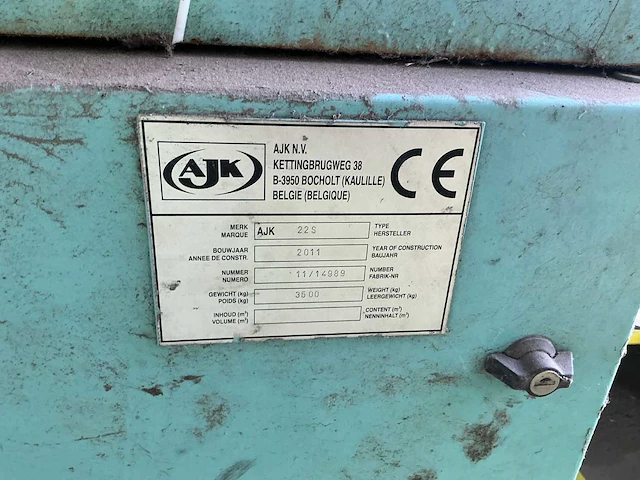 AJK
AJK N.V.
KETTINGBRUGWEG 38
B-3950 BOCHOLT (KAULILLE)
BELGIE (BELGIQUE)
CE
MERK
MARQUE
AJK 22S
TYPE
HERSTELLER
BOUWJAAR
ANNEE DE CONSTR.
2011
YEAR OF CONSTRUCTION
BAUJAHR
NUMMER
NUMERO
11/14989
NUMBER
FABRIK-NR
GEWICHT (kg)
POIDS (kg)
3500
WEIGHT (kg)
LEERGEWICHT (kg)
INHOUD (m³)
VOLUME (m³)
CONTENT (m³)
NENNINHALT (m³)